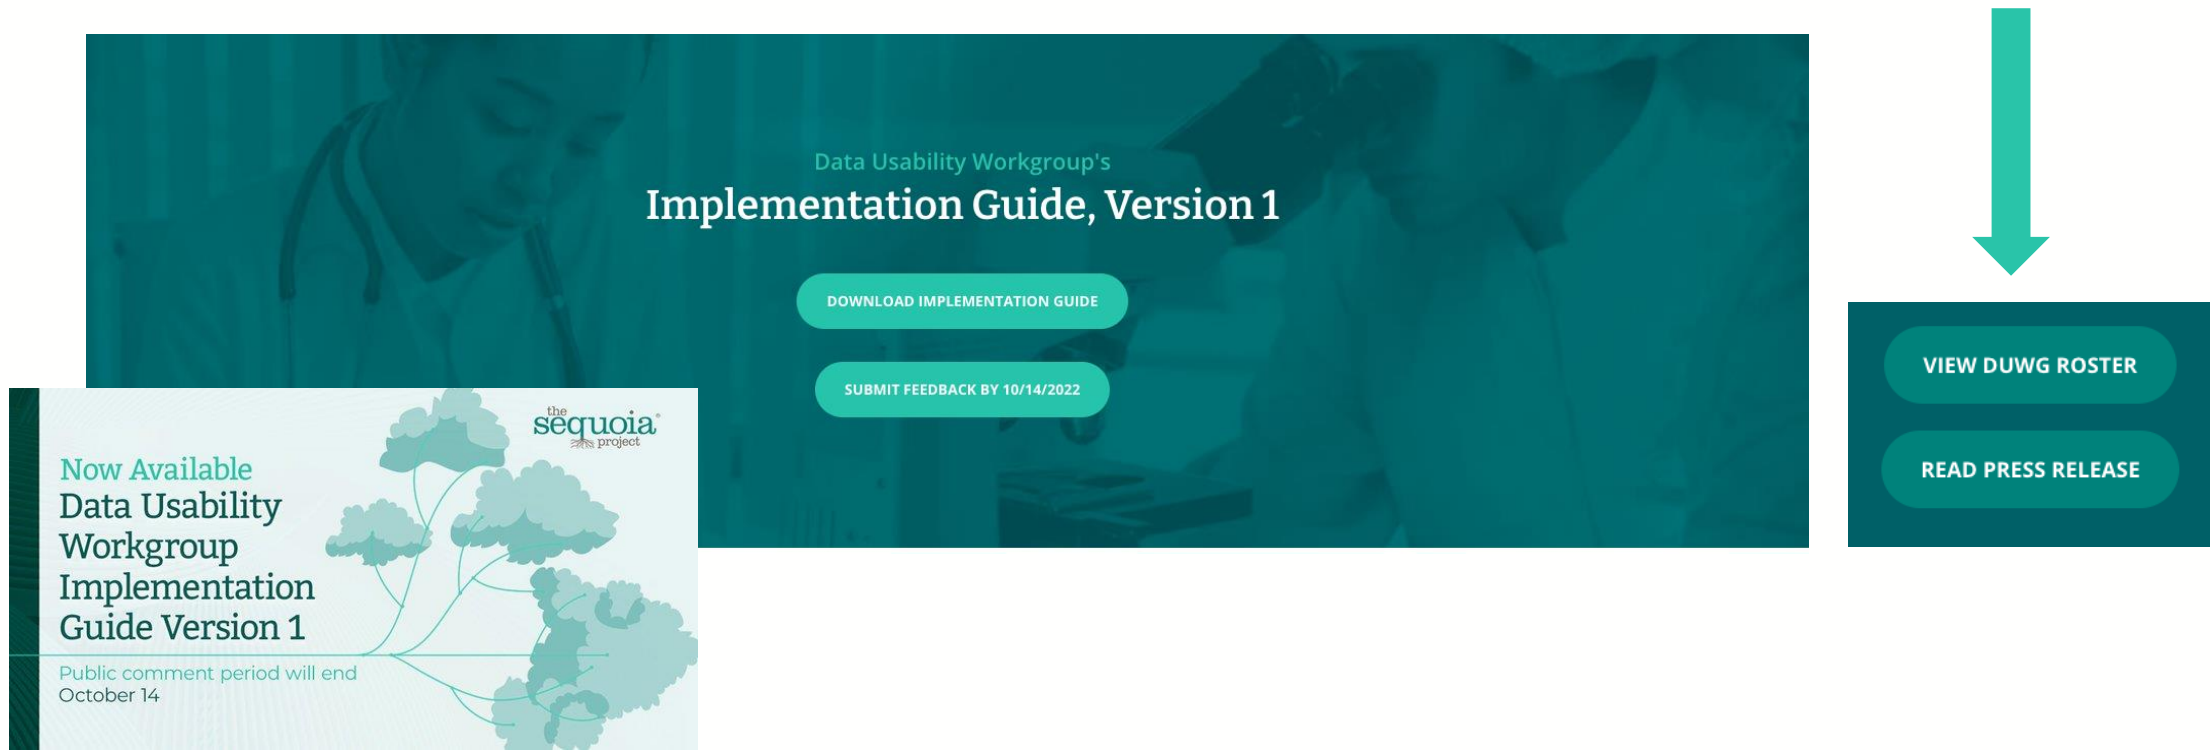 Data Usability Workgroup's
Implementation Guide, Version 1
DOWNLOAD IMPLEMENTATION GUIDE
SUBMIT FEEDBACK BY 10/14/2022
VIEW DUWG ROSTER
READ PRESS RELEASE
the
sequoia®
project
Now Available
Data Usability
Workgroup
Implementation
Guide Version 1
Public comment period will end
October 14